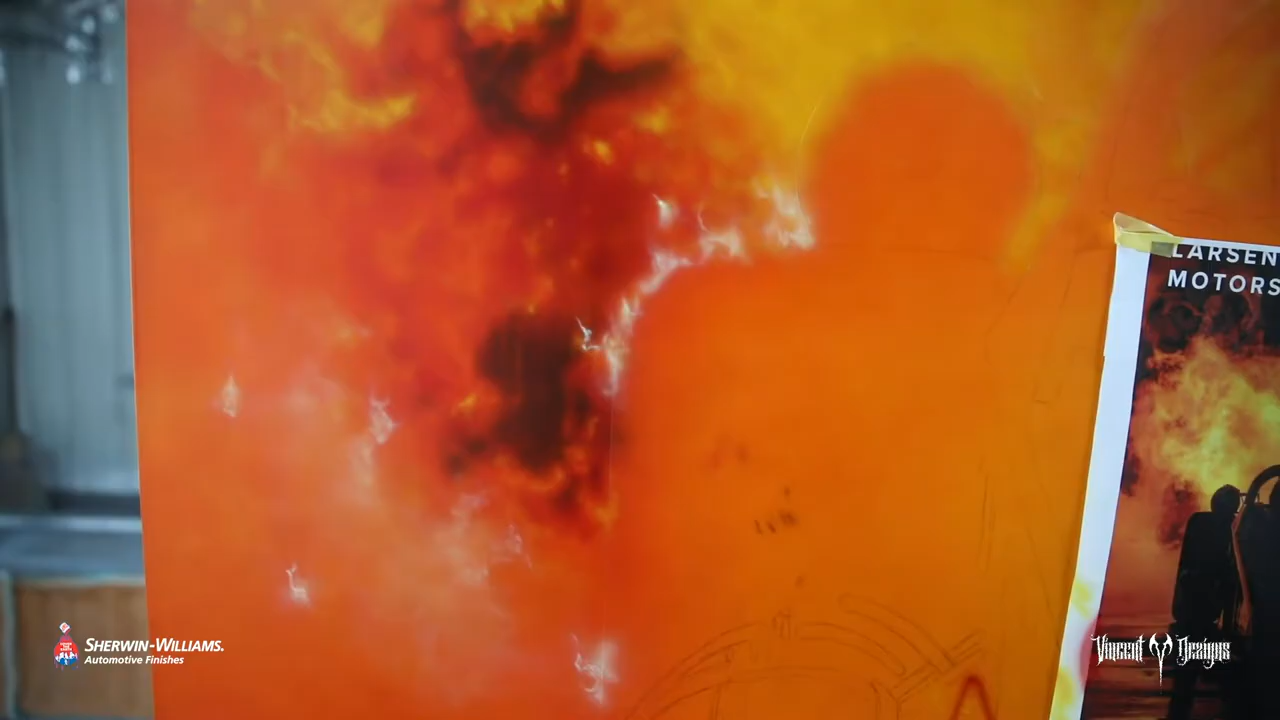 LARSEN
MOTORS
SHERWIN-WILLIAMS.
Automotive Finishes
Vincent Designs